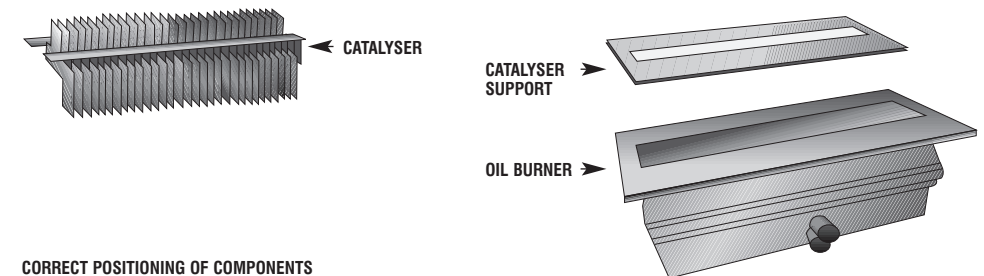 CATALYSER
CATALYSER
SUPPORT
OIL BURNER
CORRECT POSITIONING OF COMPONENTS